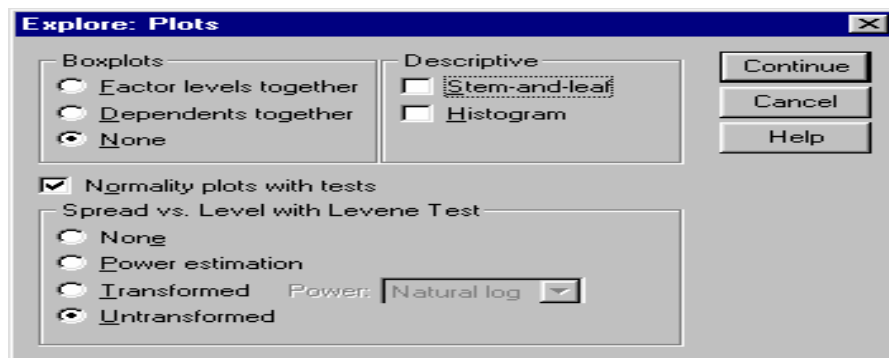 Explore: Plots
Boxplots
Factor levels together
Dependents together
None
Descriptive
Stem-and-leaf
Histogram
Continue
Cancel
Help
Normality plots with tests
Spread vs. Level with Levene Test
None
Power estimation
Transformed Power: Natural log
Untransformed